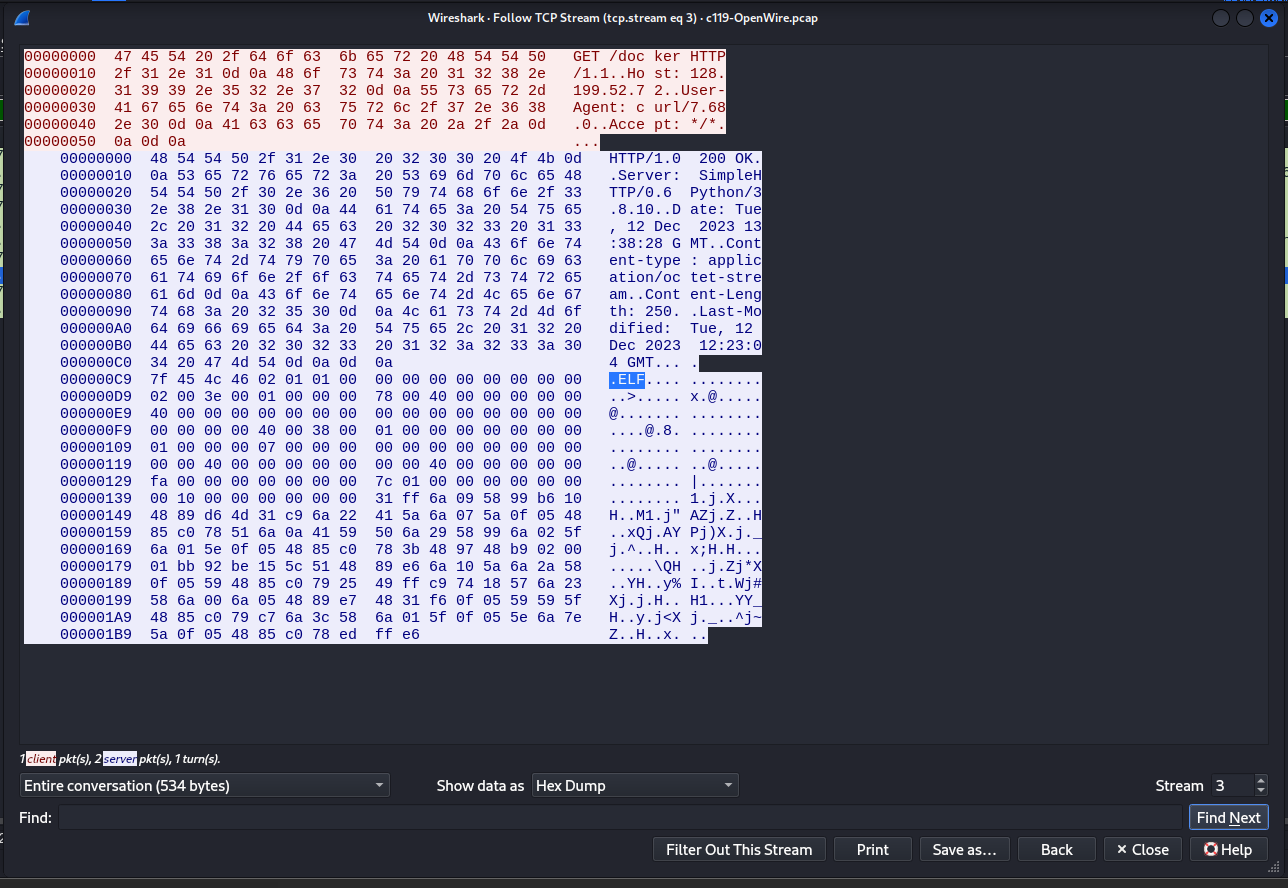 Wireshark · Follow TCP Stream (tcp.stream eq 3) · c119-OpenWire.pcap
00000000  47 45 54 20 2f 64 6f 63  6b 65 72 20 48 54 54 50   GET /doc ker HTTP
00000010  2f 31 2e 31 0d 0a 48 6f  73 74 3a 20 31 32 38 2e   /1.1..Ho st: 128.
00000020  31 39 39 2e 35 32 2e 37  32 0d 0a 55 73 65 72 2d   199.52.7 2..User-
00000030  41 67 65 6e 74 3a 20 63  75 72 6c 2f 37 2e 36 38   Agent: c url/7.68
00000040  2e 30 0d 0a 41 63 63 65  70 74 3a 20 2a 2f 2a 0d   .0..Acce pt: */*.
00000050  0a 0d 0a   ...
00000000  48 54 54 50 2f 31 2e 30  20 32 30 30 20 4f 4b 0d   HTTP/1.0  200 OK.
00000010  0a 53 65 72 76 65 72 3a  20 53 69 6d 70 6c 65 48   .Server:  SimpleH
00000020  54 54 50 2f 30 2e 36 20  50 79 74 68 6f 6e 2f 33   TTP/0.6  Python/3
00000030  2e 38 2e 31 30 0d 0a 44  61 74 65 3a 20 54 75 65   .8.10..D ate: Tue
00000040  2c 20 31 32 20 44 65 63  20 32 30 32 33 20 31 33   , 12 Dec  2023 13
00000050  3a 33 38 3a 32 38 20 47  4d 54 0d 0a 43 6f 6e 74   :38:28 G MT..Cont
00000060  65 6e 74 2d 74 79 70 65  3a 20 61 70 70 6c 69 63   ent-type : applic
00000070  61 74 69 6f 6e 2f 6f 63  74 65 74 2d 73 74 72 65   ation/oc tet-stre
00000080  61 6d 0d 0a 43 6f 6e 74  65 6e 74 2d 4c 65 6e 67   am..Cont ent-Leng
00000090  74 68 3a 20 32 35 30 0d  0a 4c 61 73 74 2d 4d 6f   th: 250. .Last-Mo
000000A0  64 69 66 69 65 64 3a 20  54 75 65 2c 20 31 32 20   dified:  Tue, 12
000000B0  44 65 63 20 32 30 32 33  20 31 32 3a 32 33 3a 30   Dec 2023  12:23:0
000000C0  34 20 47 4d 54 0d 0a 0d  0a   4 GMT... .
000000C9  7f 45 4c 46 02 01 01 00  00 00 00 00 00 00 00 00   .ELF.... ........
000000D9  02 00 3e 00 01 00 00 00  78 00 40 00 00 00 00 00   ..>..... x.@.....
000000E9  40 00 00 00 00 00 00 00  00 00 00 00 00 00 00 00   @....... ........
000000F9  00 00 00 00 40 00 38 00  01 00 00 00 00 00 00 00   ....@.8. ........
00000109  01 00 00 00 07 00 00 00  00 00 00 00 00 00 00 00   ........ ........
00000119  00 00 40 00 00 00 00 00  00 00 40 00 00 00 00 00   ..@..... ..@.....
00000129  fa 00 00 00 00 00 00 00  7c 01 00 00 00 00 00 00   ........ |.......
00000139  00 10 00 00 00 00 00 00  31 ff 6a 09 58 99 b6 10   ........ 1.j.X...
00000149  48 89 d6 4d 31 c9 6a 22  41 5a 6a 07 5a 0f 05 48   H..M1.j" AZj.Z..H
00000159  85 c0 78 51 6a 0a 41 59  50 6a 29 58 99 6a 02 5f   ..xQj.AY Pj)X.j._
00000169  6a 01 5e 0f 05 48 85 c0  78 3b 48 97 48 b9 02 00   j.^..H.. x;H.H...
00000179  01 bb 92 be 15 5c 51 48  89 e6 6a 10 5a 6a 2a 58   .....\QH ..j.Zj*X
00000189  0f 05 59 48 85 c0 79 25  49 ff c9 74 18 57 6a 23   ..YH..y% I..t.Wj#
00000199  58 6a 00 6a 05 48 89 e7  48 31 f6 0f 05 59 59 5f   Xj.j.H.. H1...YY_
000001A9  48 85 c0 79 c7 6a 3c 58  6a 01 5f 0f 05 5e 6a 7e   H..y.j<X j._..^j~
000001B9  5a 0f 05 48 85 c0 78 ed  ff e6   Z..H..x. ..
1 client pkt(s), 2 server pkt(s), 1 turn(s).
Entire conversation (534 bytes)   Show data as   Hex Dump   Stream   3
Find:   Find Next
Filter Out This Stream   Print   Save as…   Back   × Close   Help